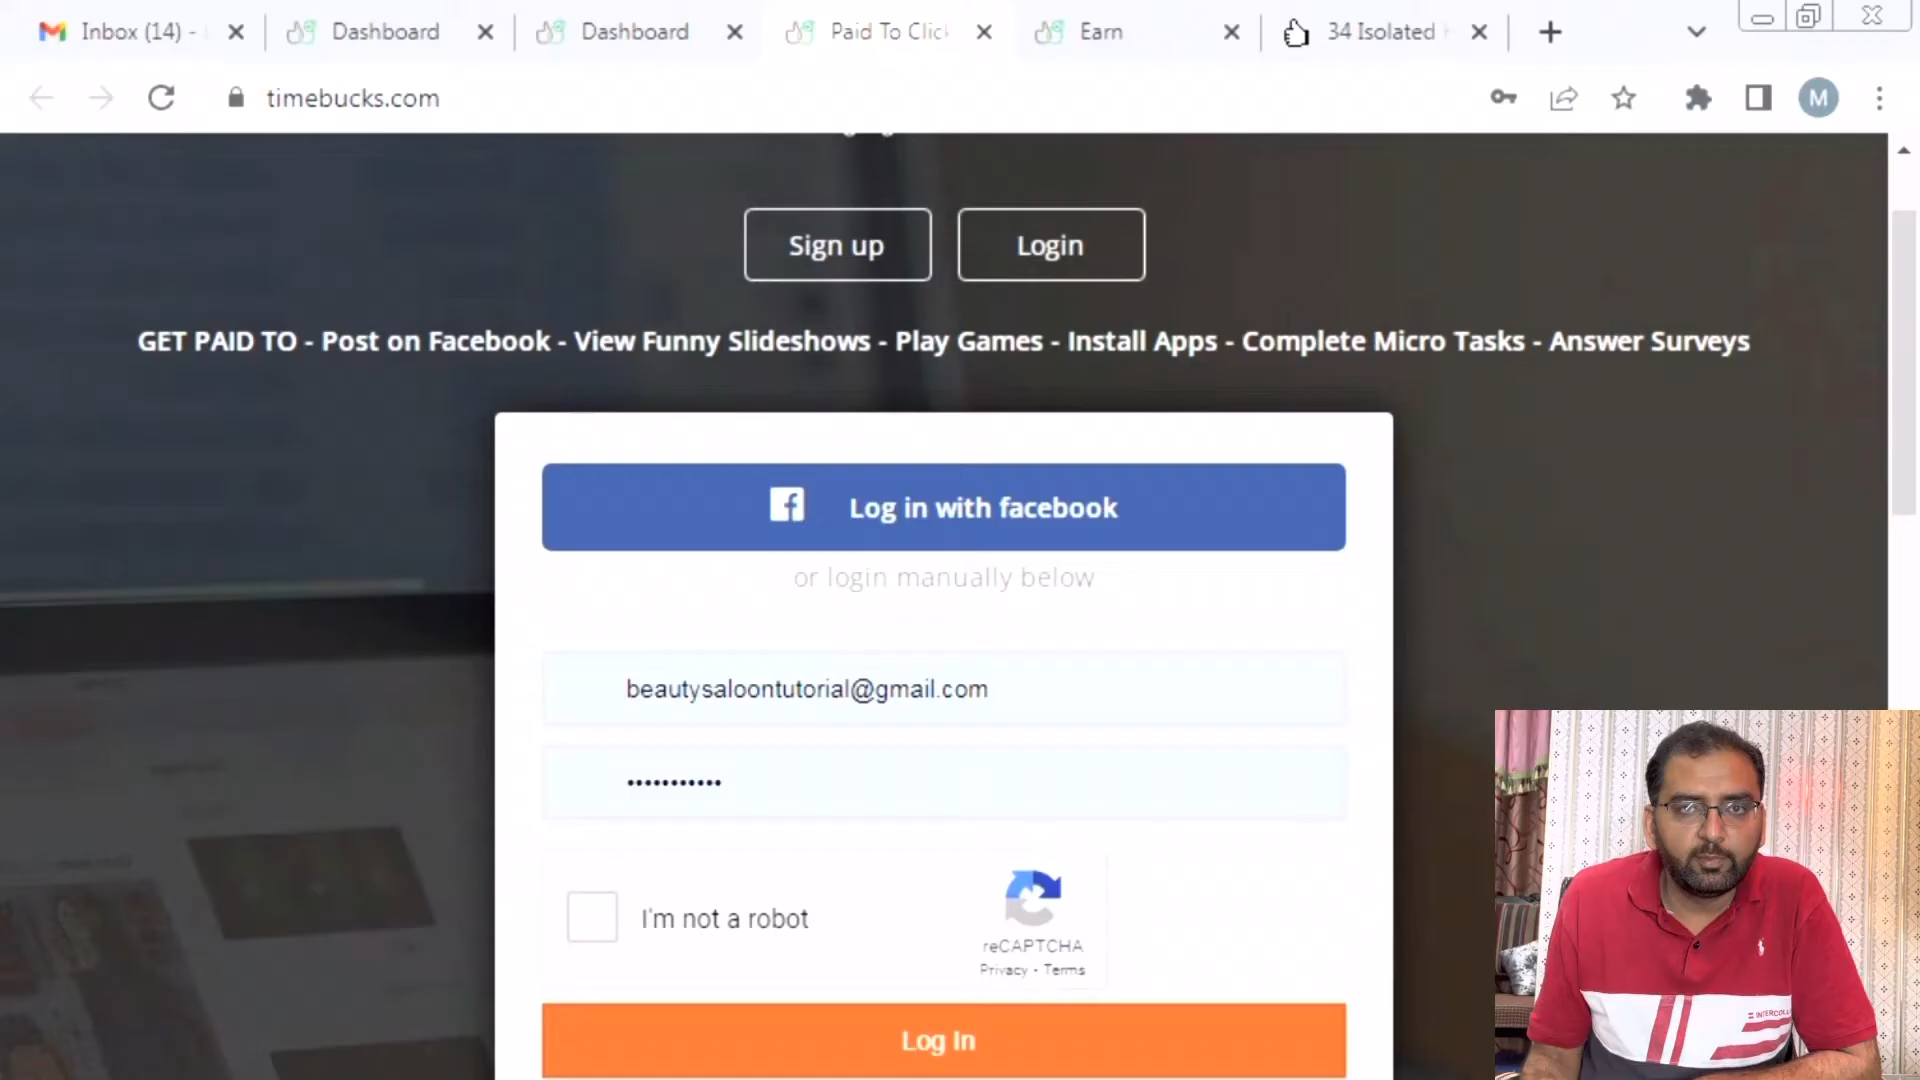 Inbox (14) -
Dashboard
Dashboard
Paid To Clic
Earn
34 Isolated
timebucks.com
M
Sign up
Login
GET PAID TO - Post on Facebook - View Funny Slideshows - Play Games - Install Apps - Complete Micro Tasks - Answer Surveys
Log in with facebook
or login manually below
beautysaloontutorial@gmail.com
•••••••••••
I'm not a robot
reCAPTCHA
Privacy - Terms
Log In